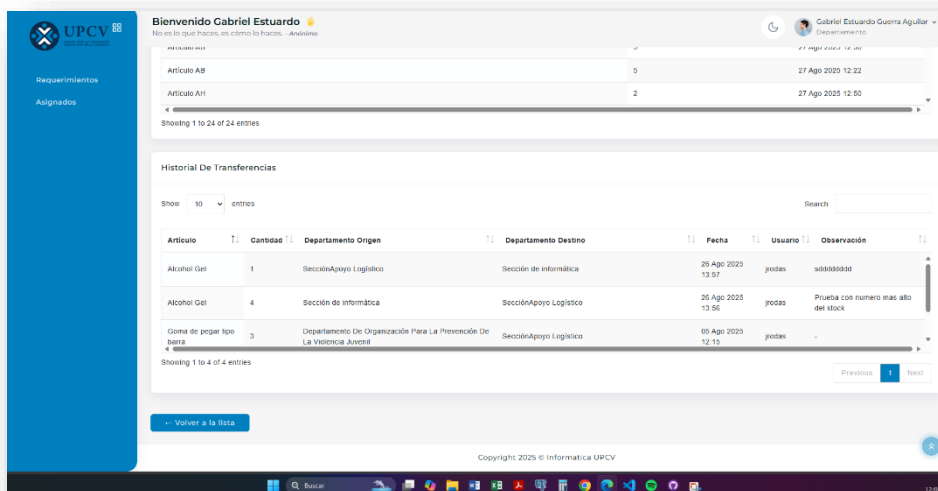 UPCV
Bienvenido Gabriel Estuardo
No es lo que haces, es cómo lo haces. - Anónimo
Gabriel Estuardo Guerra Aguilar
Departamento
Requerimientos
Asignados
Artículo AB 5 27 Ago 2025 12:22
Artículo AH 2 27 Ago 2025 12:50
Showing 1 to 24 of 24 entries
Historial De Transferencias
Show 10 entries
Search
Artículo Cantidad Departamento Origen Departamento Destino Fecha Usuario Observación
Alcohol Gel 1 SecciónApoyo Logístico Sección de informática 26 Ago 2025 13:57 jrodas sddddddddd
Alcohol Gel 4 Sección de informática SecciónApoyo Logístico 26 Ago 2025 13:56 jrodas Prueba con numero mas alto del stock
Goma de pegar tipo barra 3 Departamento De Organización Para La Prevención De La Violencia Juvenil SecciónApoyo Logístico 05 Ago 2025 12:15 jrodas -
Showing 1 to 4 of 4 entries
Previous 1 Next
← Volver a la lista
Copyright 2025 © Informatica UPCV
Buscar